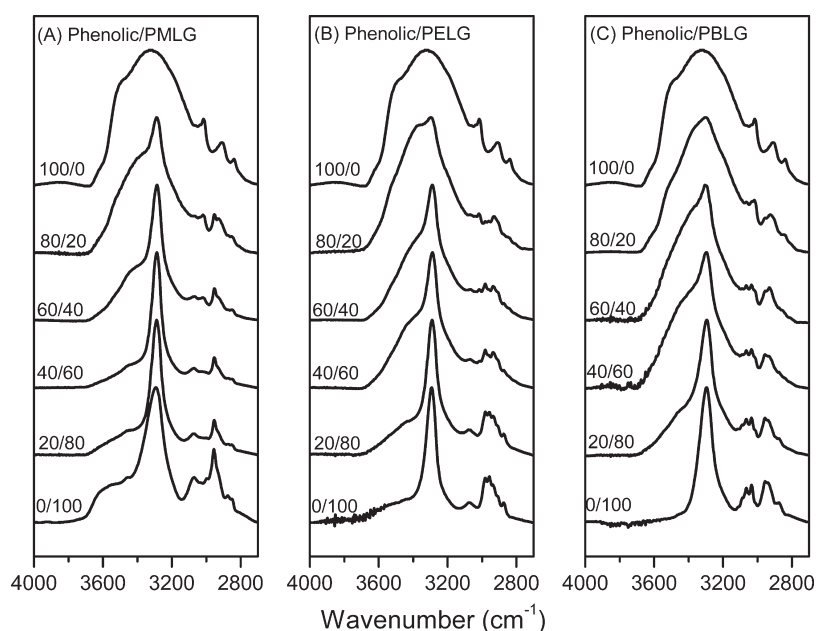 (A) Phenolic/PMLG
100/0
80/20
60/40
40/60
20/80
0/100
4000 3600 3200 2800
(B) Phenolic/PELG
100/0
80/20
60/40
40/60
20/80
0/100
4000 3600 3200 2800
(C) Phenolic/PBLG
100/0
80/20
60/40
40/60
20/80
0/100
4000 3600 3200 2800
Wavenumber (cm⁻¹)